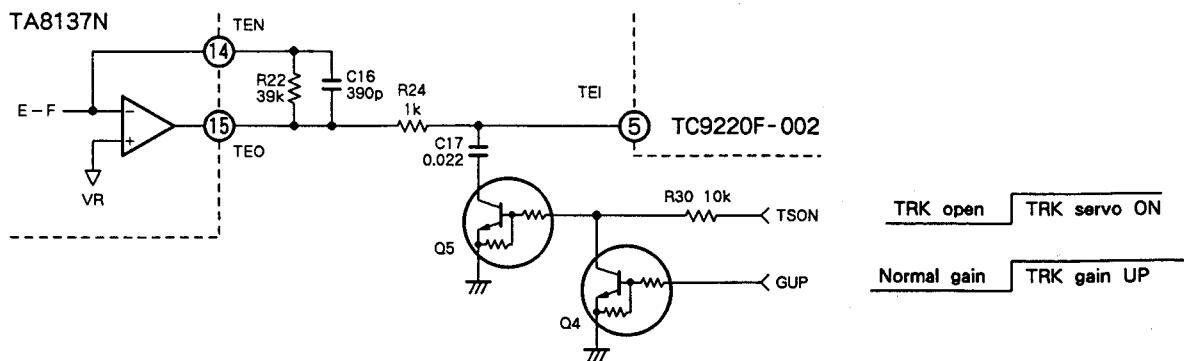 TA8137N
TEN
14
R22
39k
C16
390p
R24
1k
TEI
E-F
-
+
15
TEO
5
TC9220F-002
C17
0.022
VR
R30 10k
TSON
TRK open
TRK servo ON
Q5
GUP
Normal gain
TRK gain UP
Q4